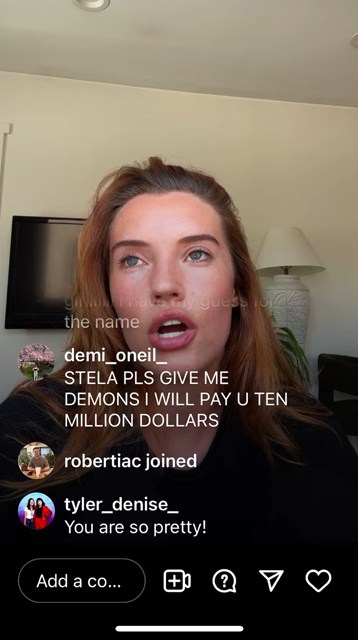 the name
demi_oneil_
STELA PLS GIVE ME
DEMONS I WILL PAY U TEN
MILLION DOLLARS
robertiac joined
tyler_denise_
You are so pretty!
Add a co...